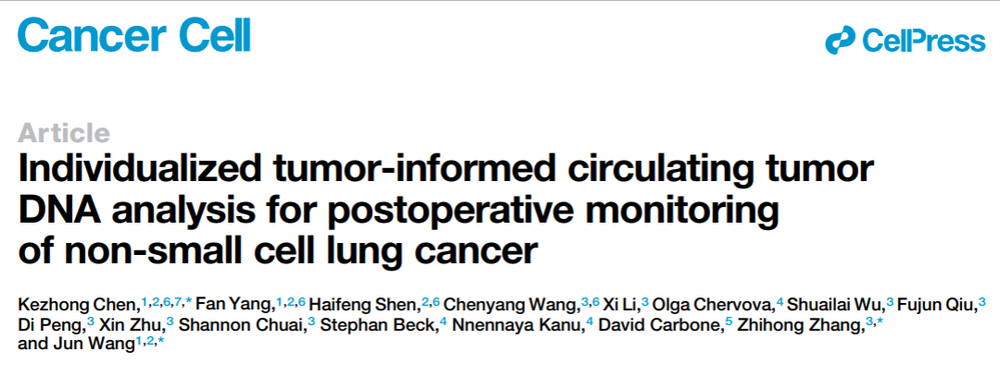 Cancer Cell
CellPress
Article
Individualized tumor-informed circulating tumor
DNA analysis for postoperative monitoring
of non-small cell lung cancer
Kezhong Chen,1,2,6,7,* Fan Yang,1,2,6 Haifeng Shen,2,6 Chenyang Wang,3,6 Xi Li,3 Olga Chervova,4 Shuailai Wu,3 Fujun Qiu,3
Di Peng,3 Xin Zhu,3 Shannon Chuai,3 Stephan Beck,4 Nnennaya Kanu,4 David Carbone,5 Zhihong Zhang,3,*
and Jun Wang1,2,*